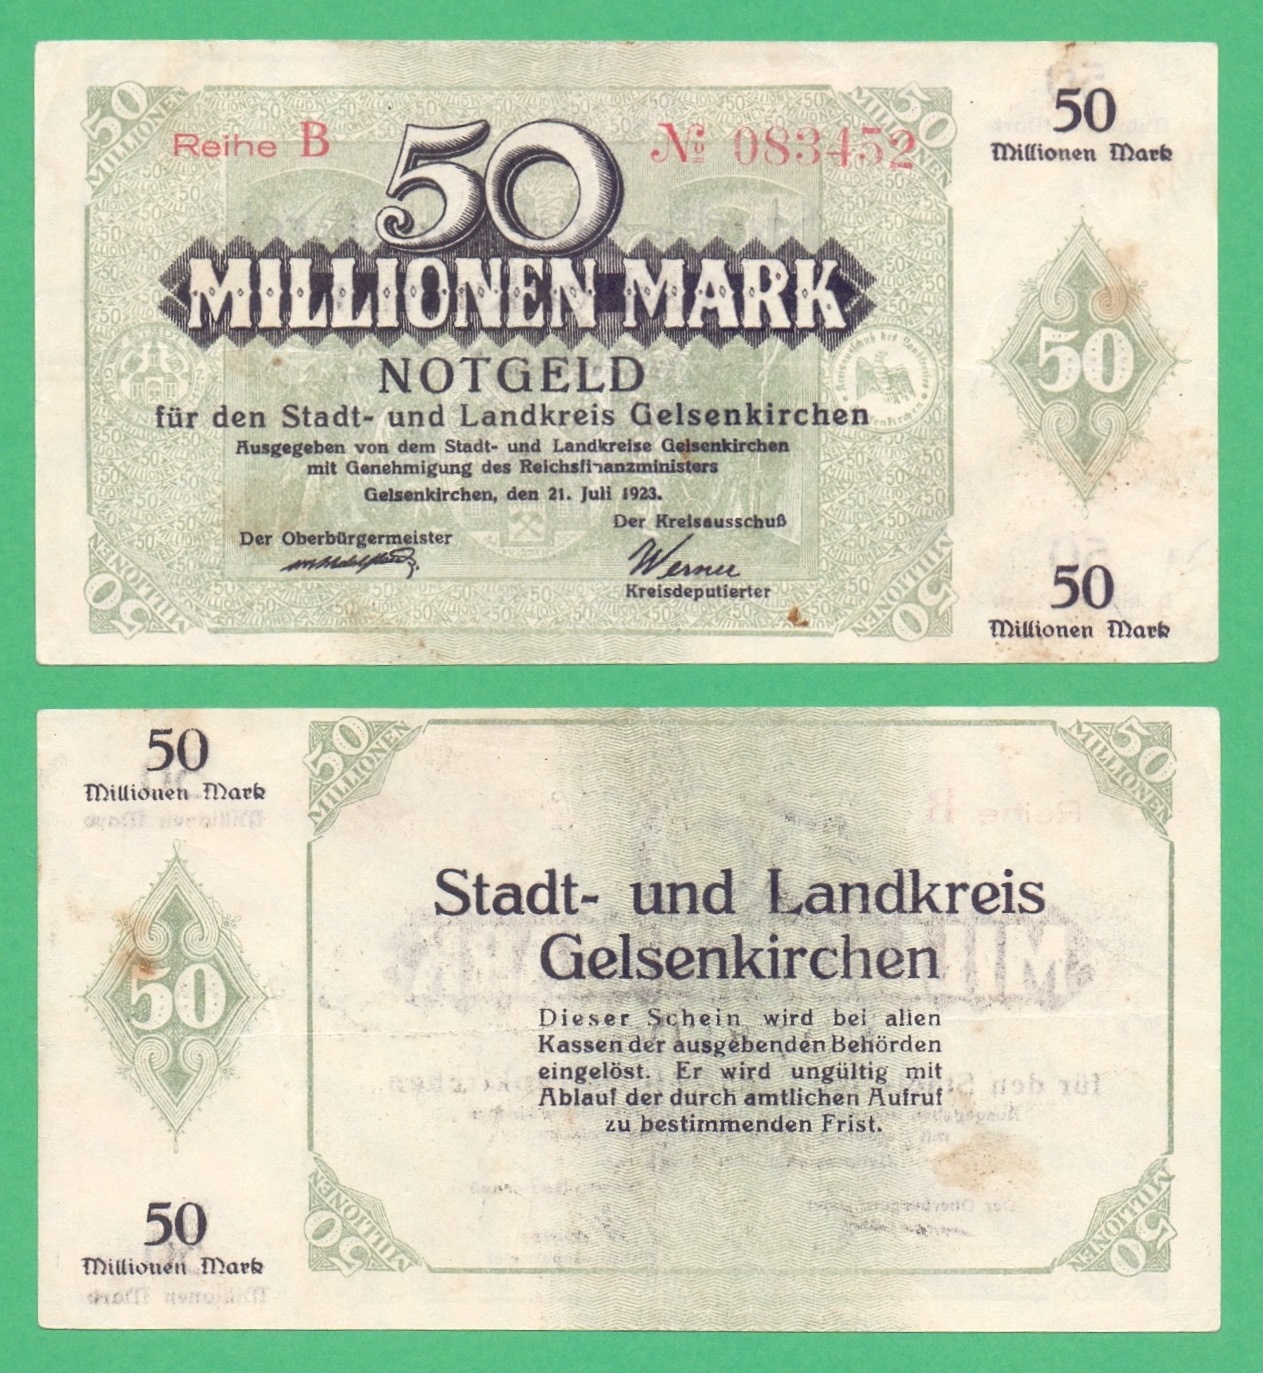 Reihe B
№ 083452
50
MILLIONEN MARK
NOTGELD
für den Stadt- und Landkreis Gelsenkirchen
Ausgegeben von dem Stadt- und Landkreise Gelsenkirchen
mit Genehmigung des Reichsfinanzministers
Gelsenkirchen, den 21. Juli 1923.
Der Oberbürgermeister
Der Kreisausschuß
Werner
Kreisdeputierter
50
MILLIONEN
50
MILLIONEN
50
MILLIONEN
50
MILLIONEN
50
Millionen Mark
50
50
Millionen Mark
50
Millionen Mark
50
50
Millionen Mark
50
MILLIONEN
50
MILLIONEN
Stadt- und Landkreis
Gelsenkirchen
Dieser Schein wird bei allen
Kassen der ausgebenden Behörden
eingelöst. Er wird ungültig mit
Ablauf der durch amtlichen Aufruf
zu bestimmenden Frist.
50
MILLIONEN
50
MILLIONEN